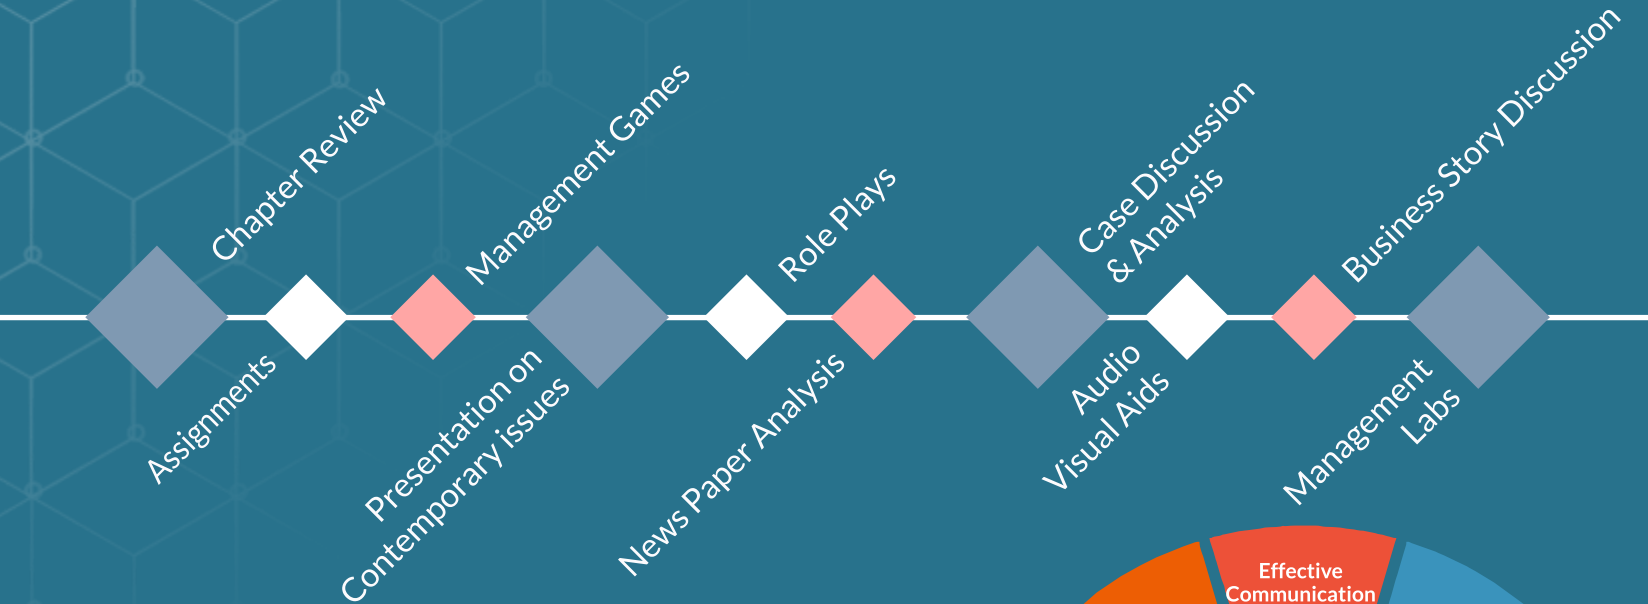 Chapter Review
Assignments
Management Games
Presentation on
Contemporary issues
Role Plays
News Paper Analysis
Case Discussion
& Analysis
Audio
Visual Aids
Business Story Discussion
Management
Labs
Effective
Communication